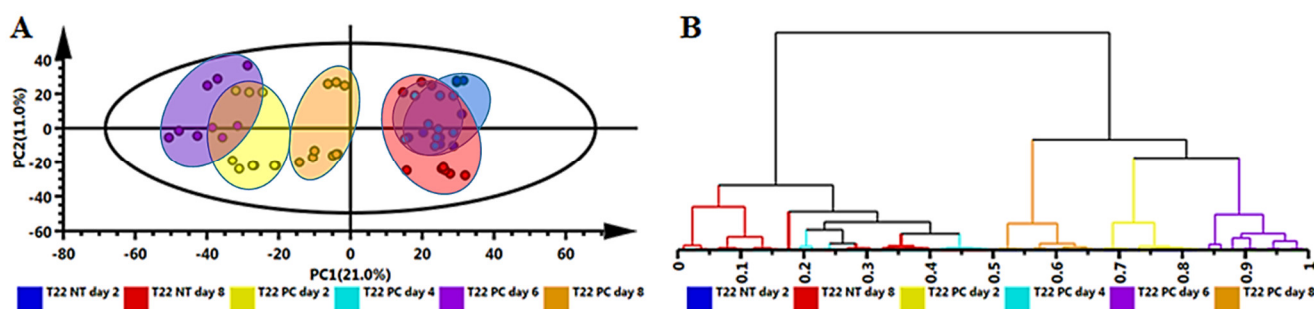 A
PC2(11.0%)
40
20
0
-20
-40
-60
-80 -60 -40 -20 0 20 40 60
PC1(21.0%)
T22 NT day 2 T22 NT day 8 T22 PC day 2 T22 PC day 4 T22 PC day 6 T22 PC day 8
B
0 0.1 0.2 0.3 0.4 0.5 0.6 0.7 0.8 0.9 1
T22 NT day 2 T22 NT day 8 T22 PC day 2 T22 PC day 4 T22 PC day 6 T22 PC day 8